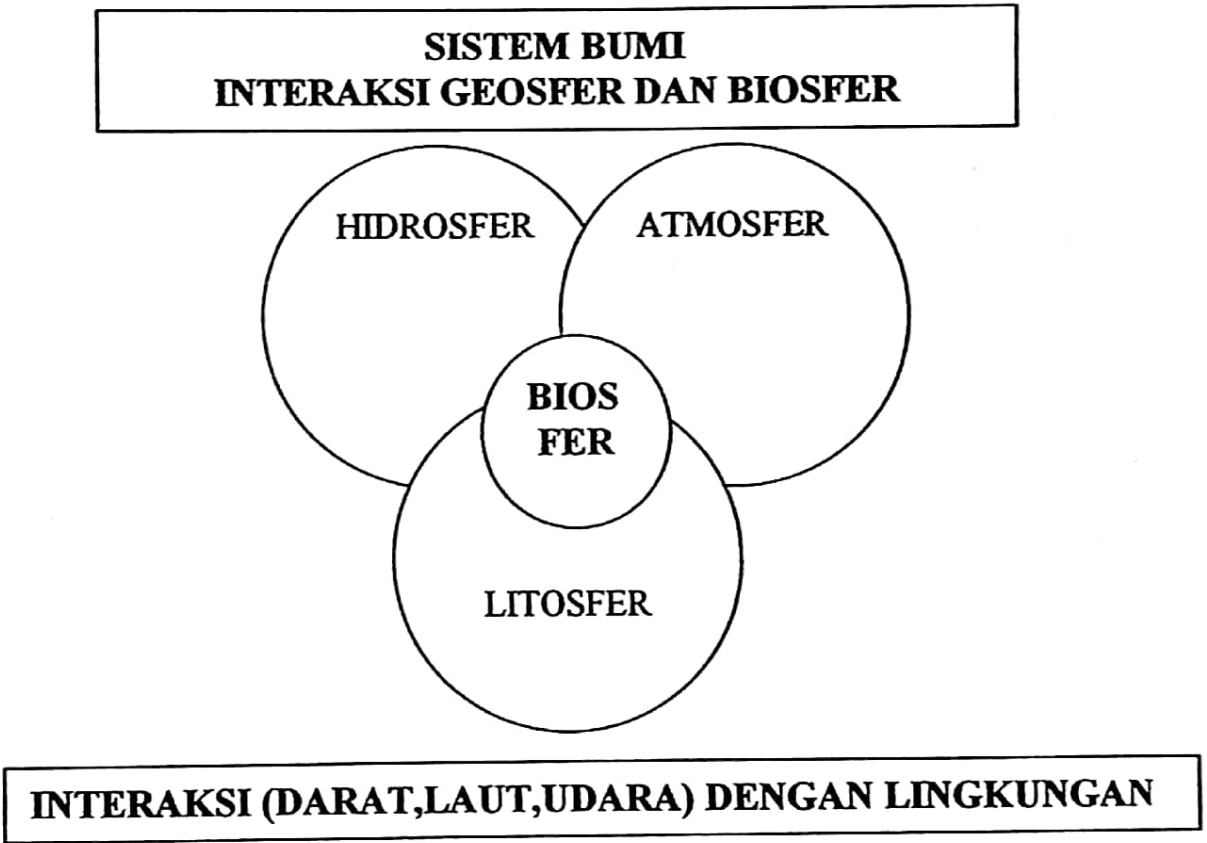 SISTEM BUMI
INTERAKSI GEOSFER DAN BIOSFER
HIDROSFER
ATMOSFER
BIOS
FER
LITOSFER
INTERAKSI (DARAT,LAUT,UDARA) DENGAN LINGKUNGAN